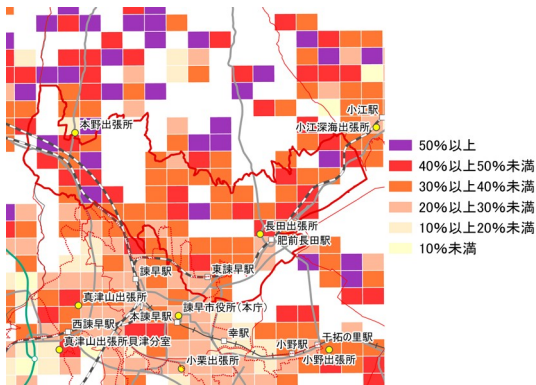 本野出張所
小江駅
小江深海出張所
長田出張所
肥前長田駅
諫早駅
東諫早駅
真津山出張所
本諫早駅
諫早市役所(本庁)
西諫早駅
幸駅
干拓の里駅
真津山出張所貝津分室
小野駅
小野出張所
小栗出張所
50%以上
40%以上50%未満
30%以上40%未満
20%以上30%未満
10%以上20%未満
10%未満